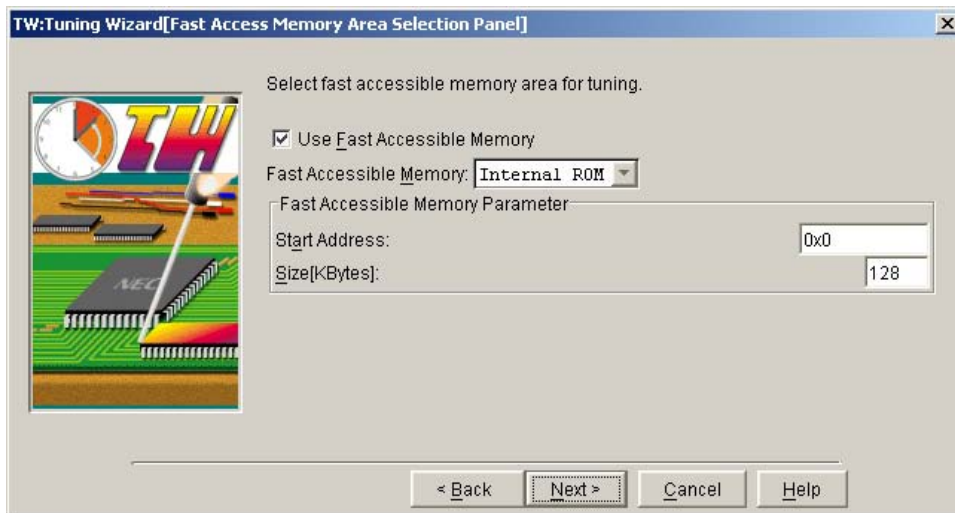 TW:Tuning Wizard[Fast Access Memory Area Selection Panel]
Select fast accessible memory area for tuning.
TW
Use Fast Accessible Memory
Fast Accessible Memory: Internal ROM
Fast Accessible Memory Parameter
Start Address: 0x0
Size[KBytes]: 128
NEC
< Back Next > Cancel Help